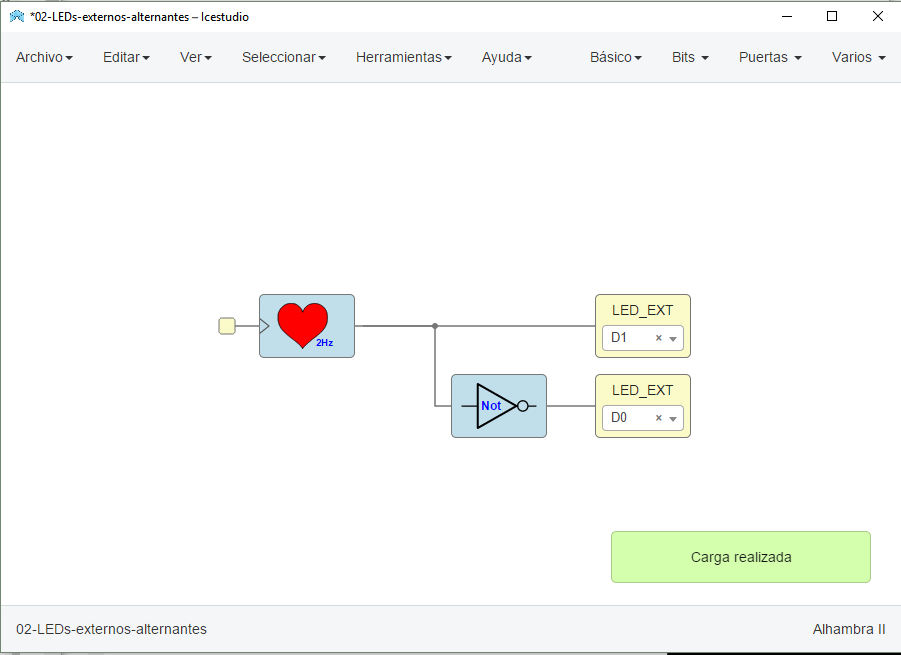 *02-LEDs-externos-alternantes – Icestudio
Archivo Editar Ver Seleccionar Herramientas Ayuda Básico Bits Puertas Varios
LED_EXT
2Hz
D1 ×
LED_EXT
Not
D0 ×
Carga realizada
02-LEDs-externos-alternantes Alhambra II